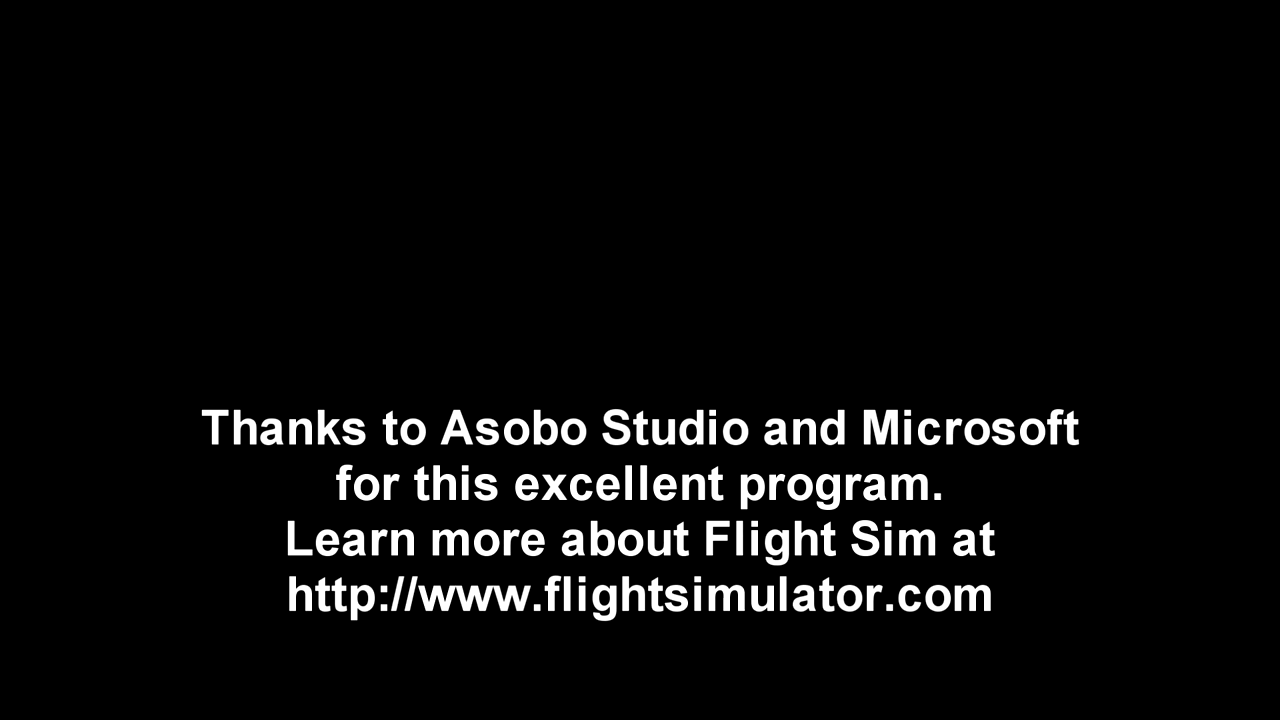 Thanks to Asobo Studio and Microsoft
for this excellent program.
Learn more about Flight Sim at
http://www.flightsimulator.com